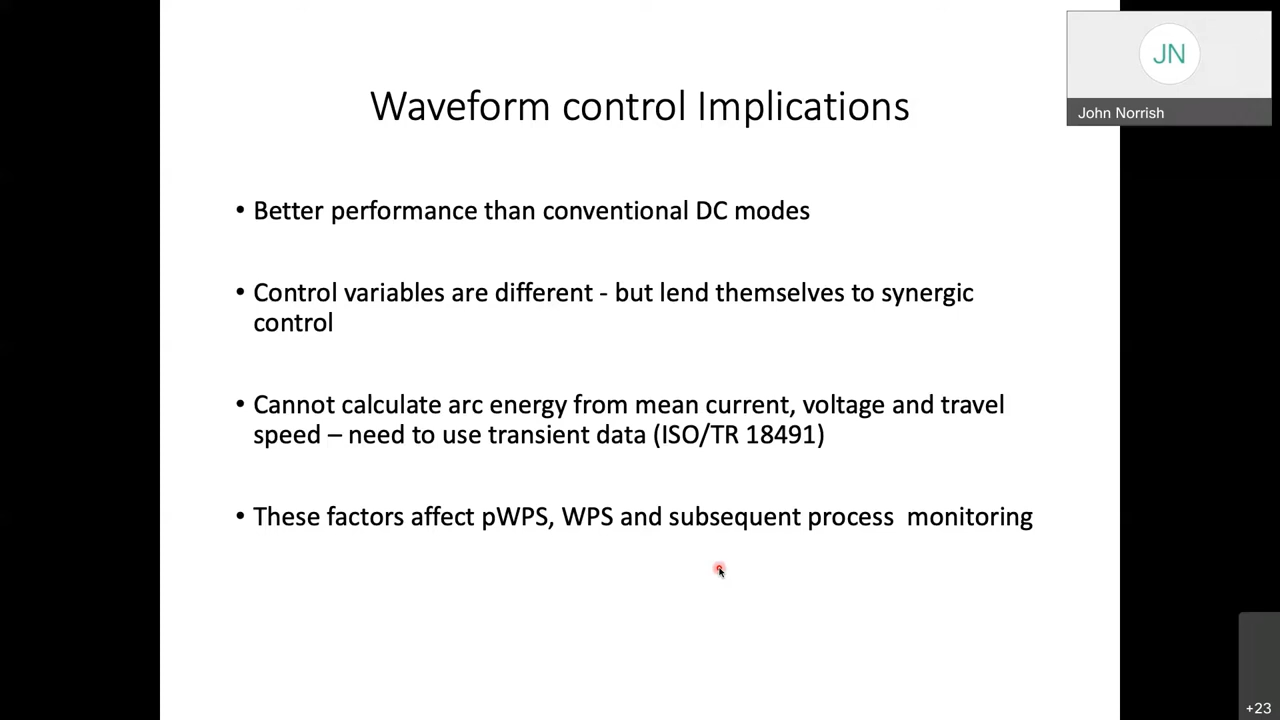 Waveform control Implications
• Better performance than conventional DC modes
• Control variables are different - but lend themselves to synergic
control
• Cannot calculate arc energy from mean current, voltage and travel
speed – need to use transient data (ISO/TR 18491)
• These factors affect pWPS, WPS and subsequent process  monitoring
JN
John Norrish
+23